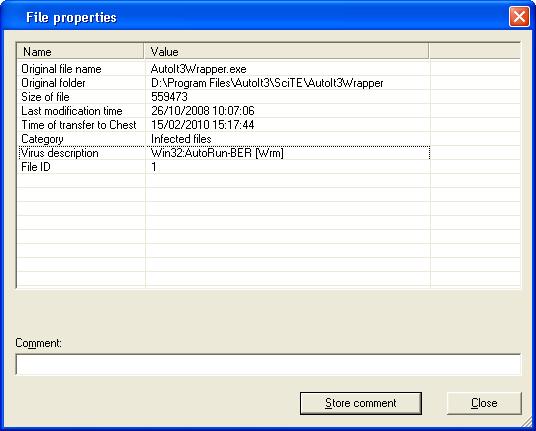 File properties
Name Value
Original file name AutoIt3Wrapper.exe
Original folder D:\Program Files\AutoIt3\SciTE\AutoIt3Wrapper
Size of file 559473
Last modification time 26/10/2008 10:07:06
Time of transfer to Chest 15/02/2010 15:17:44
Category Infected files
Virus description Win32:AutoRun-BER [Wrm]
File ID 1
Comment:
Store comment Close